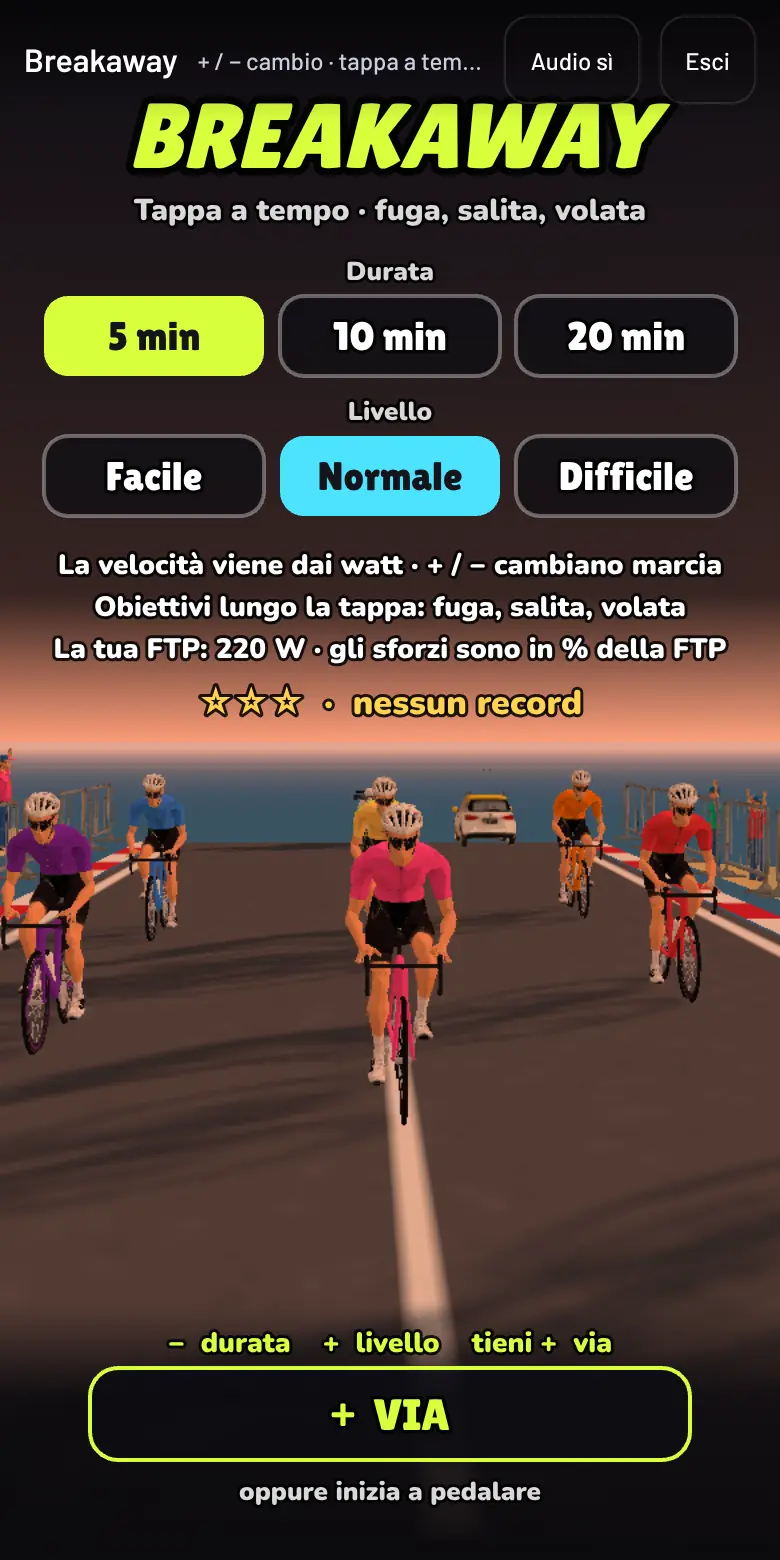 Breakaway + / − cambio · tappa a tem... Audio sì Esci
BREAKAWAY
Tappa a tempo · fuga, salita, volata
Durata
5 min 10 min 20 min
Livello
Facile Normale Difficile
La velocità viene dai watt · + / − cambiano marcia
Obiettivi lungo la tappa: fuga, salita, volata
La tua FTP: 220 W · gli sforzi sono in % della FTP
☆☆☆ · nessun record
− durata + livello tieni + via
+ VIA
oppure inizia a pedalare